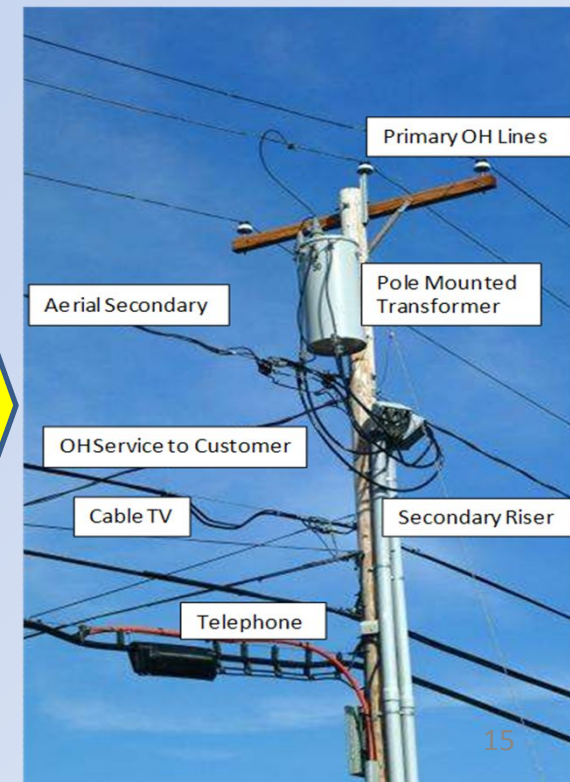 Primary OH Lines
Pole Mounted
Transformer
Aerial Secondary
OH Service to Customer
Cable TV
Secondary Riser
Telephone
15